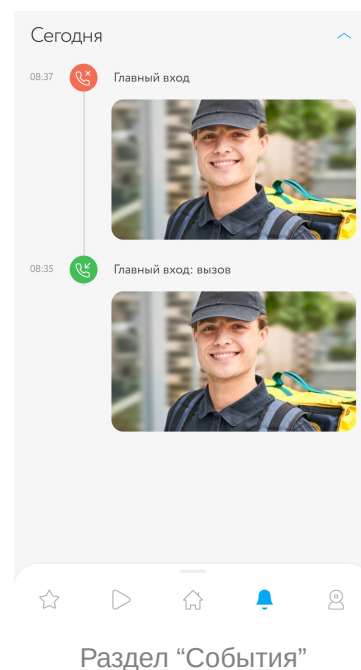 Сегодня
08:37 Главный вход
08:35 Главный вход: вызов
Раздел “События”